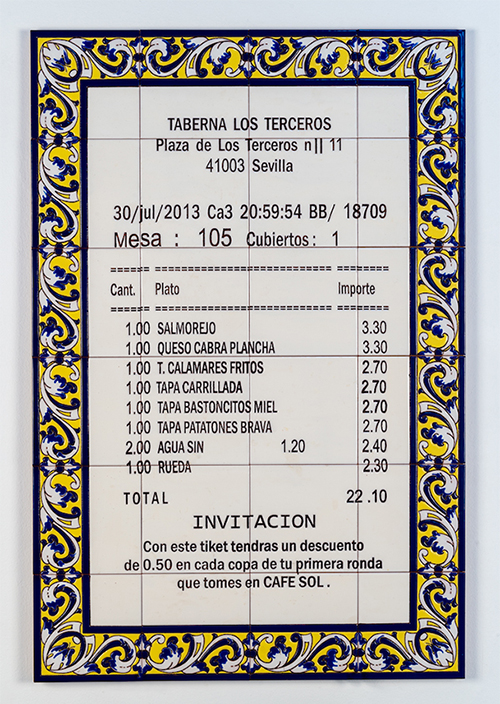 TABERNA LOS TERCEROS
Plaza de Los Terceros n|| 11
41003 Sevilla
30/jul/2013 Ca3 20:59:54 BB/ 18709
Mesa : 105 Cubiertos: 1
====== ======================== ========
Cant. Plato Importe
====== ======================== ========
1.00 SALMOREJO 3.30
1.00 QUESO CABRA PLANCHA 3.30
1.00 T. CALAMARES FRITOS 2.70
1.00 TAPA CARRILLADA 2.70
1.00 TAPA BASTONCITOS MIEL 2.70
1.00 TAPA PATATONES BRAVA 2.70
2.00 AGUA SIN 1.20 2.40
1.00 RUEDA 2.30
TOTAL 22 .10
INVITACION
Con este tiket tendras un descuento
de 0.50 en cada copa de tu primera ronda
que tomes en CAFE SOL .